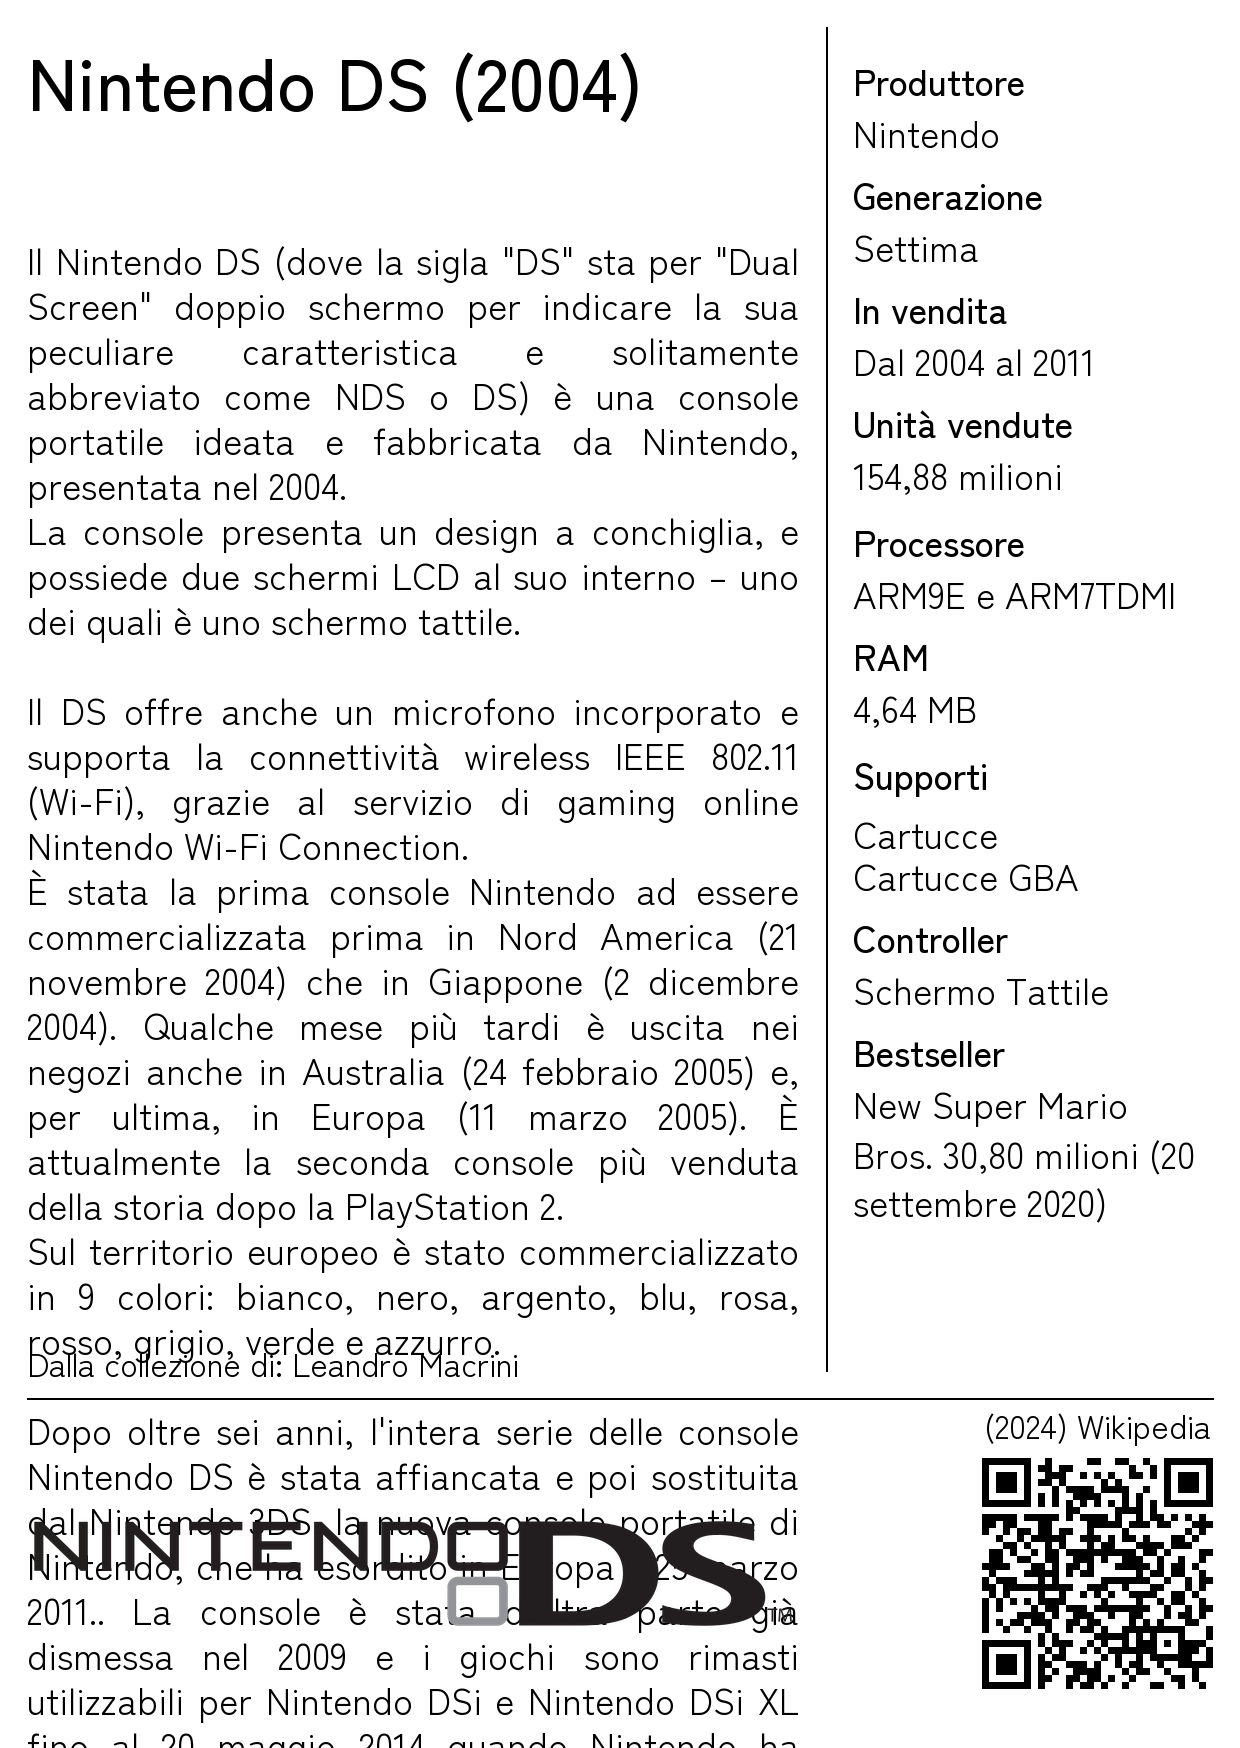 Nintendo DS (2004)
Il Nintendo DS (dove la sigla "DS" sta per "Dual
Screen" doppio schermo per indicare la sua
peculiare caratteristica e solitamente
abbreviato come NDS o DS) è una console
portatile ideata e fabbricata da Nintendo,
presentata nel 2004.
La console presenta un design a conchiglia, e
possiede due schermi LCD al suo interno – uno
dei quali è uno schermo tattile.
Il DS offre anche un microfono incorporato e
supporta la connettività wireless IEEE 802.11
(Wi-Fi), grazie al servizio di gaming online
Nintendo Wi-Fi Connection.
È stata la prima console Nintendo ad essere
commercializzata prima in Nord America (21
novembre 2004) che in Giappone (2 dicembre
2004). Qualche mese più tardi è uscita nei
negozi anche in Australia (24 febbraio 2005) e,
per ultima, in Europa (11 marzo 2005). È
attualmente la seconda console più venduta
della storia dopo la PlayStation 2.
Sul territorio europeo è stato commercializzato
in 9 colori: bianco, nero, argento, blu, rosa,
rosso, grigio, verde e azzurro.
Dalla collezione di: Leandro Macrini
Dopo oltre sei anni, l'intera serie delle console
Nintendo DS è stata affiancata e poi sostituita
dal Nintendo 3DS, la nuova console portatile di
Nintendo, che ha esordito in Europa 25 marzo
2011.. La console è stata d'altra parte già
dismessa nel 2009 e i giochi sono rimasti
utilizzabili per Nintendo DSi e Nintendo DSi XL
fino al 20 maggio 2014 quando Nintendo ha
NINTENDO DS
TM
Produttore
Nintendo
Generazione
Settima
In vendita
Dal 2004 al 2011
Unità vendute
154,88 milioni
Processore
ARM9E e ARM7TDMI
RAM
4,64 MB
Supporti
Cartucce
Cartucce GBA
Controller
Schermo Tattile
Bestseller
New Super Mario
Bros. 30,80 milioni (20
settembre 2020)
(2024) Wikipedia